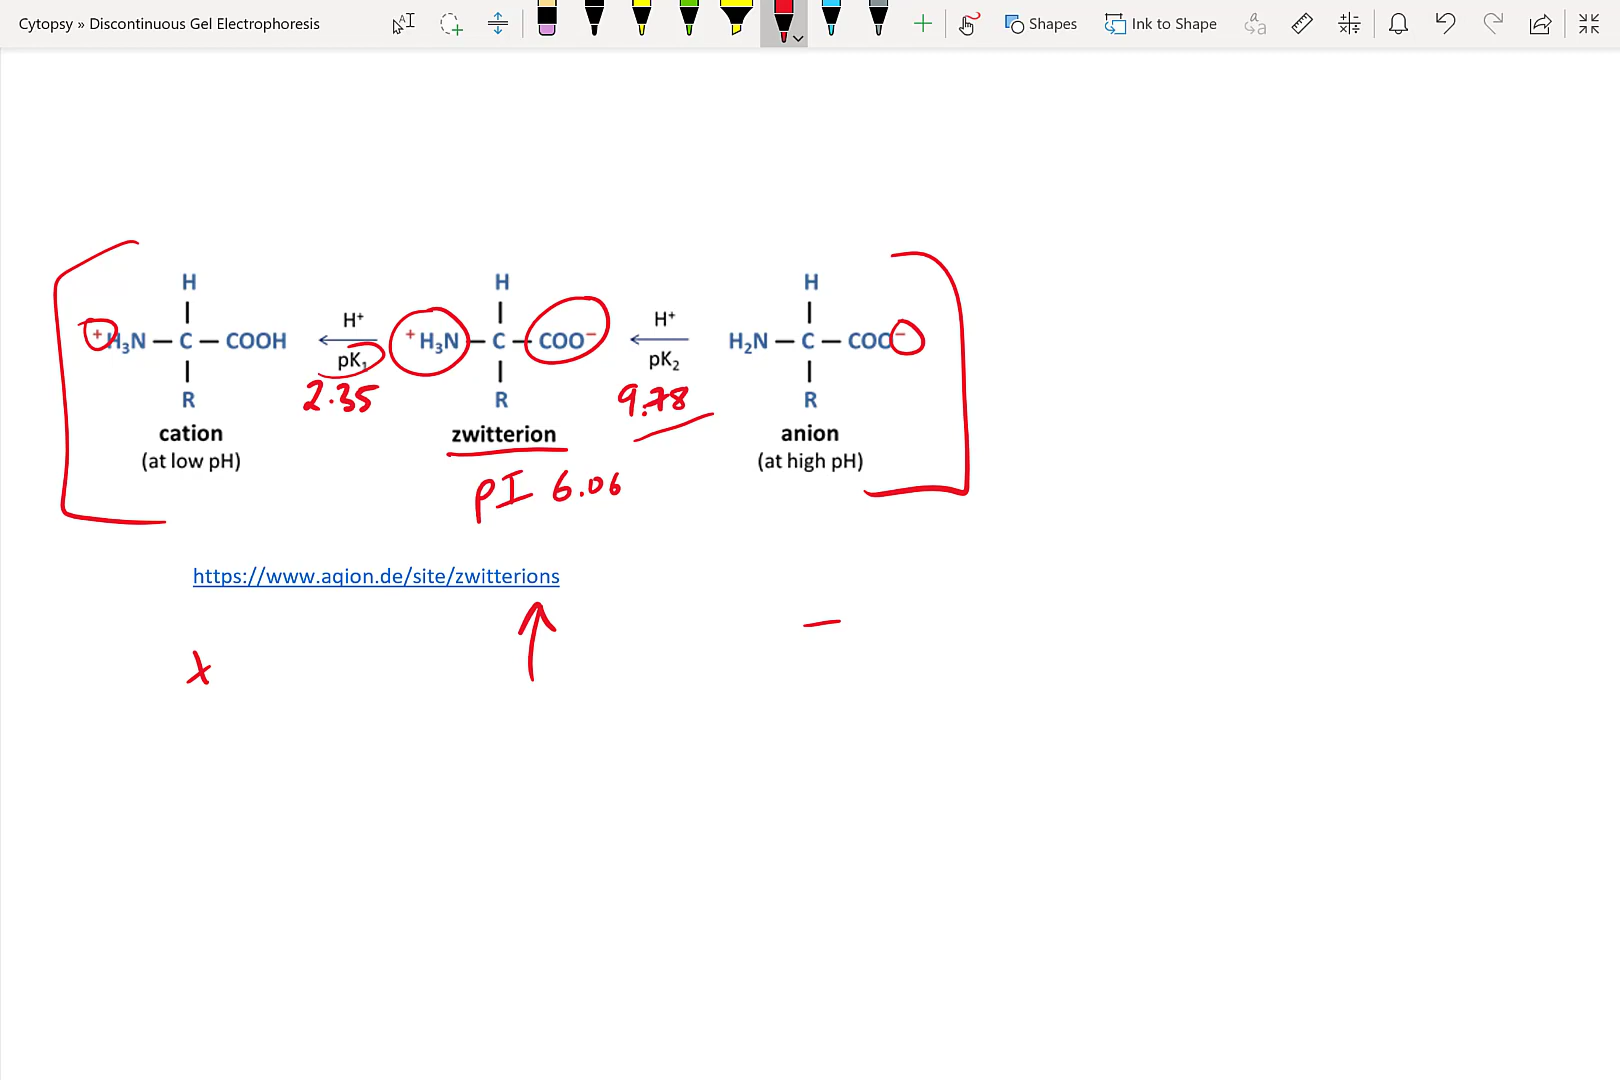 Cytopsy » Discontinuous Gel Electrophoresis
Shapes
Ink to Shape
H H H
⁺H₃N — C — COOH H⁺ ⁺H₃N — C — COO⁻ H⁺ H₂N — C — COO⁻
pK₁ pK₂
R R R
2.35 9.78
cation zwitterion anion
(at low pH) (at high pH)
pI 6.06
https://www.aqion.de/site/zwitterions
+ –